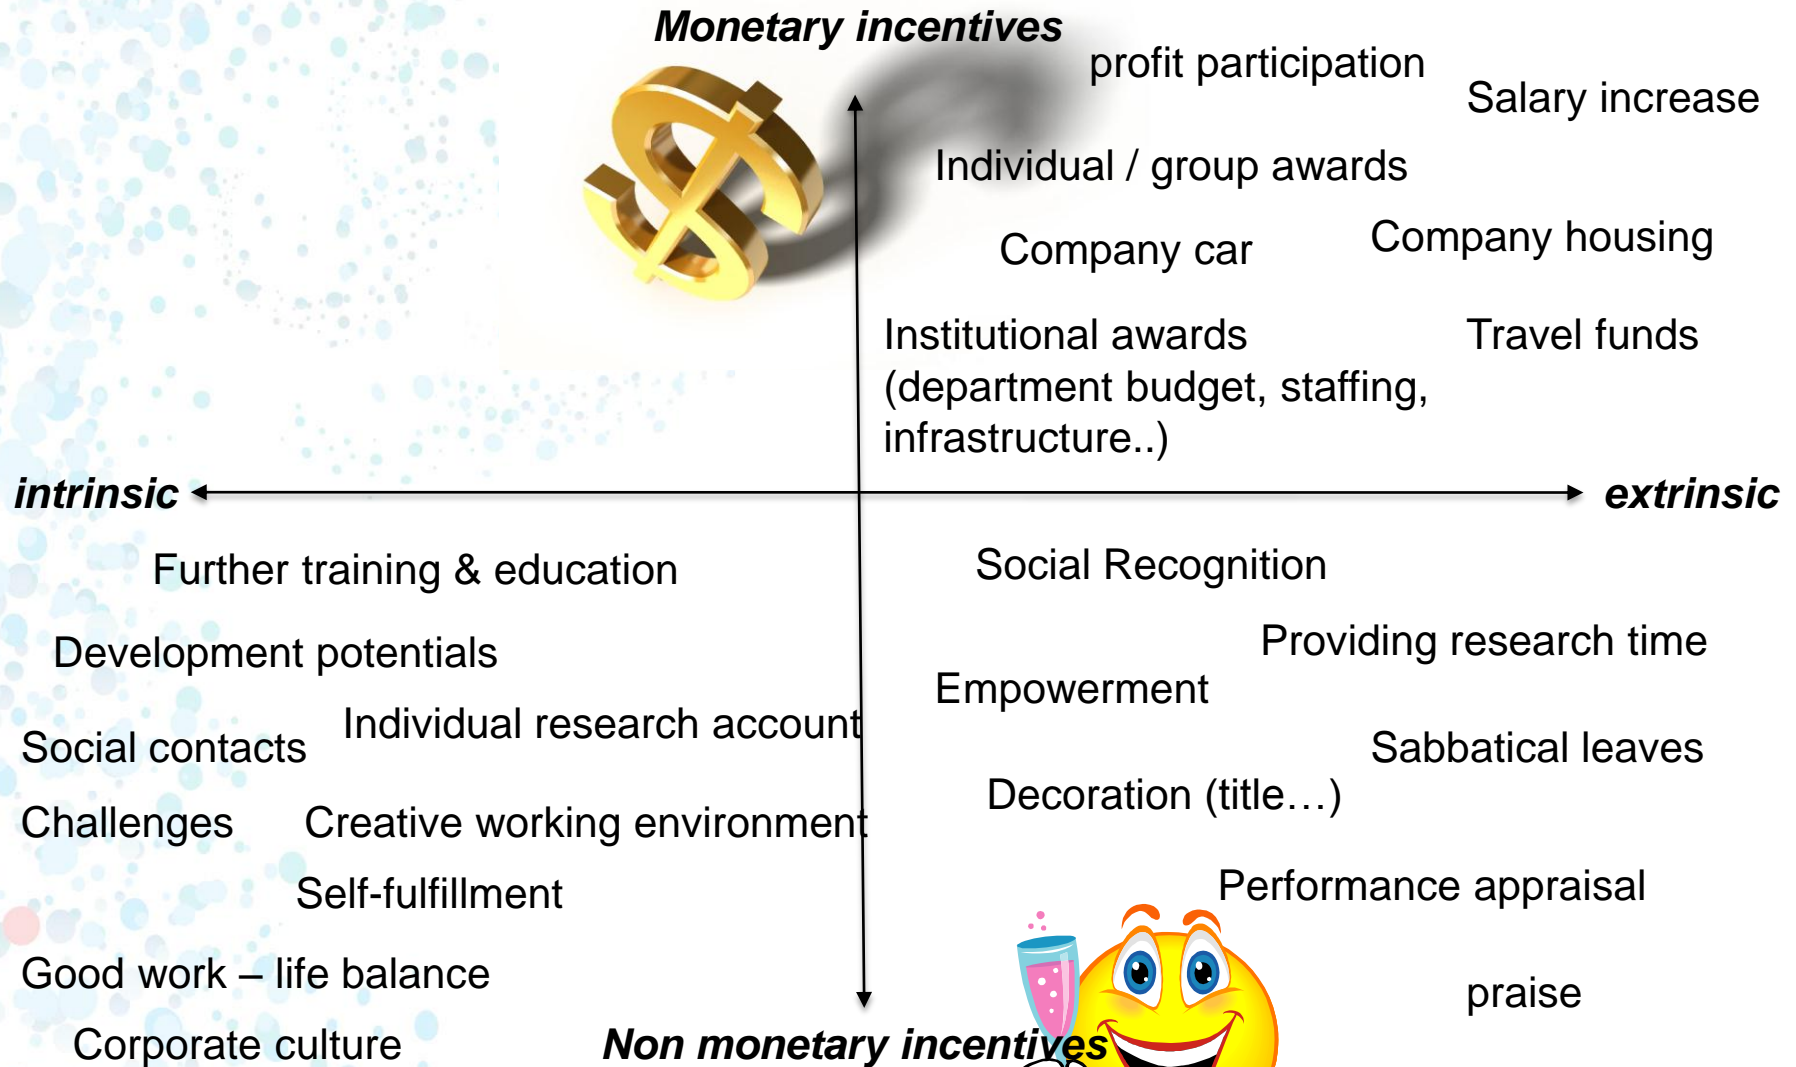 Monetary incentives
profit participation
Salary increase
Individual / group awards
Company car
Company housing
Institutional awards
(department budget, staffing,
infrastructure..)
Travel funds
intrinsic
extrinsic
Further training & education
Social Recognition
Development potentials
Providing research time
Empowerment
Individual research account
Social contacts
Sabbatical leaves
Decoration (title…)
Challenges
Creative working environment
Self-fulfillment
Performance appraisal
Good work – life balance
praise
Corporate culture
Non monetary incentives